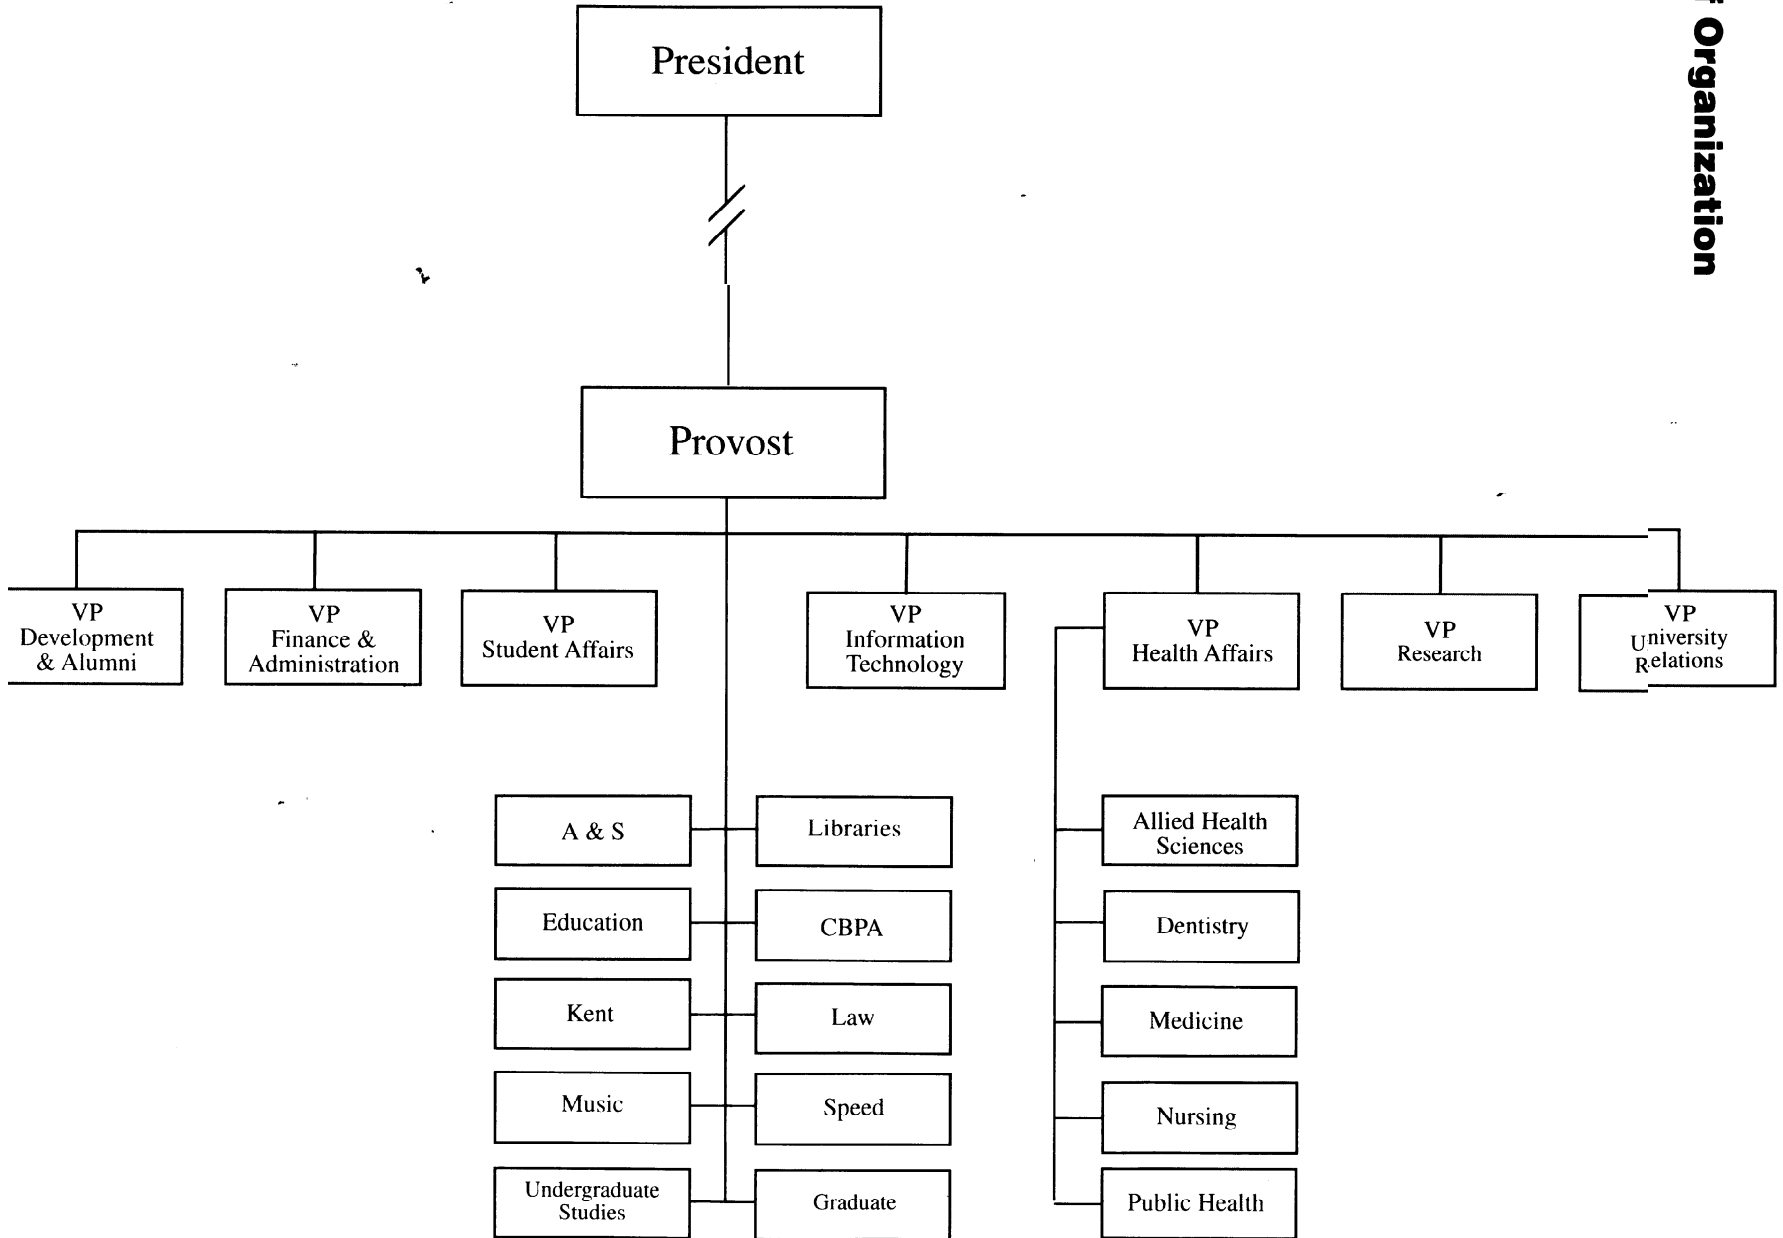 Organization
President
Provost
VP
Development
& Alumni
VP
Finance &
Administration
VP
Student Affairs
VP
Information
Technology
VP
Health Affairs
VP
Research
VP
University
Relations
A & S
Libraries
Allied Health
Sciences
Education
CBPA
Dentistry
Kent
Law
Medicine
Music
Speed
Nursing
Undergraduate
Studies
Graduate
Public Health